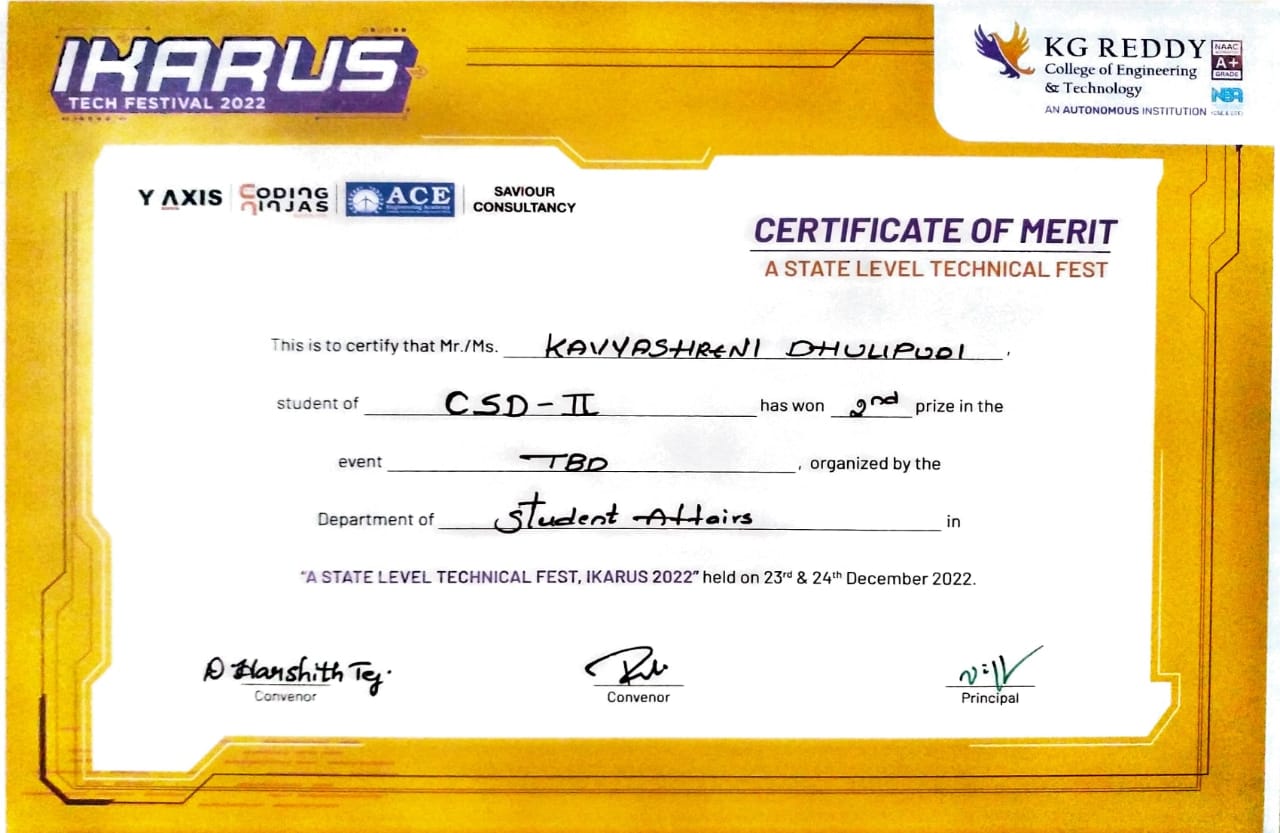 IKARUS
TECH FESTIVAL 2022
KG REDDY
College of Engineering
& Technology
AN AUTONOMOUS INSTITUTION
NAAC
A+
GRADE
NBA
Y AXIS
CODING
NINJAS
ACE
Engineering Academy
SAVIOUR
CONSULTANCY
CERTIFICATE OF MERIT
A STATE LEVEL TECHNICAL FEST
This is to certify that Mr./Ms. KAVYASHRENI DHULIPUDI,
student of CSD-II has won 2nd prize in the
event TBD, organized by the
Department of Student Affairs in
"A STATE LEVEL TECHNICAL FEST, IKARUS 2022" held on 23rd & 24th December 2022.
D Harshith Tej.
Convenor
Convenor
Principal